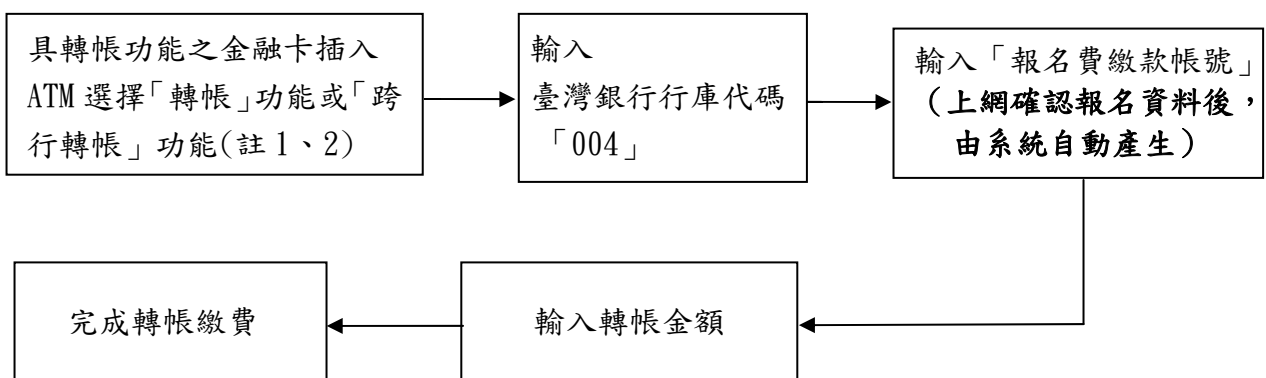 具轉帳功能之金融卡插入
ATM 選擇「轉帳」功能或「跨
行轉帳」功能(註 1、2)
輸入
臺灣銀行行庫代碼
「004」
輸入「報名費繳款帳號」
（上網確認報名資料後，
由系統自動產生）
輸入轉帳金額
完成轉帳繳費